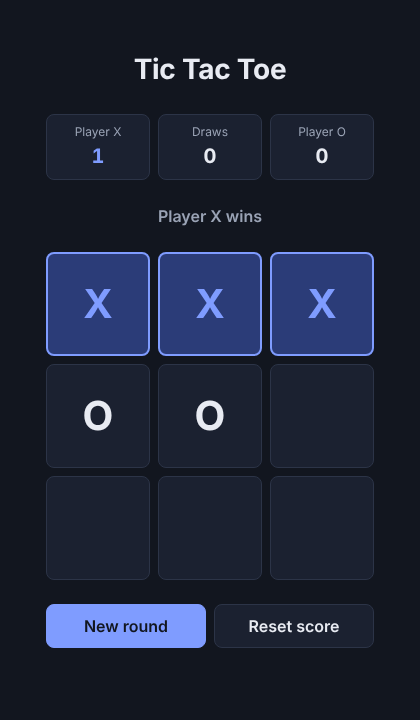 Tic Tac Toe
Player X Draws Player O
1 0 0
Player X wins
X X X
O O
New round Reset score